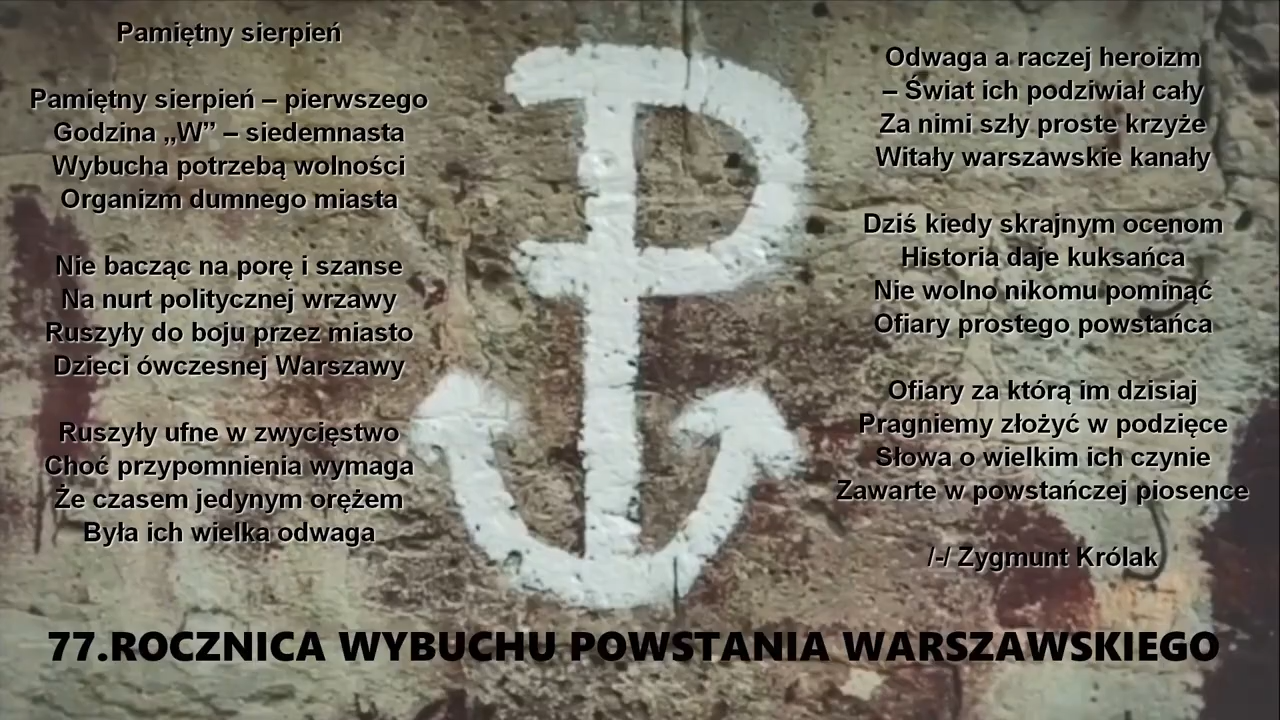 Pamiętny sierpień
Pamiętny sierpień – pierwszego
Godzina „W” – siedemnasta
Wybucha potrzebą wolności
Organizm dumnego miasta
Nie bacząc na porę i szanse
Na nurt politycznej wrzawy
Ruszyły do boju przez miasto
Dzieci ówczesnej Warszawy
Ruszyły ufne w zwycięstwo
Choć przypomnienia wymaga
Że czasem jedynym orężem
Była ich wielka odwaga
Odwaga a raczej heroizm
– Świat ich podziwiał cały
Za nimi szły proste krzyże
Witały warszawskie kanały
Dziś kiedy skrajnym ocenom
Historia daje kuksańca
Nie wolno nikomu pominąć
Ofiary prostego powstańca
Ofiary za którą im dzisiaj
Pragniemy złożyć w podzięce
Słowa o wielkim ich czynie
Zawarte w powstańczej piosence
/-/ Zygmunt Królak
77.ROCZNICA WYBUCHU POWSTANIA WARSZAWSKIEGO